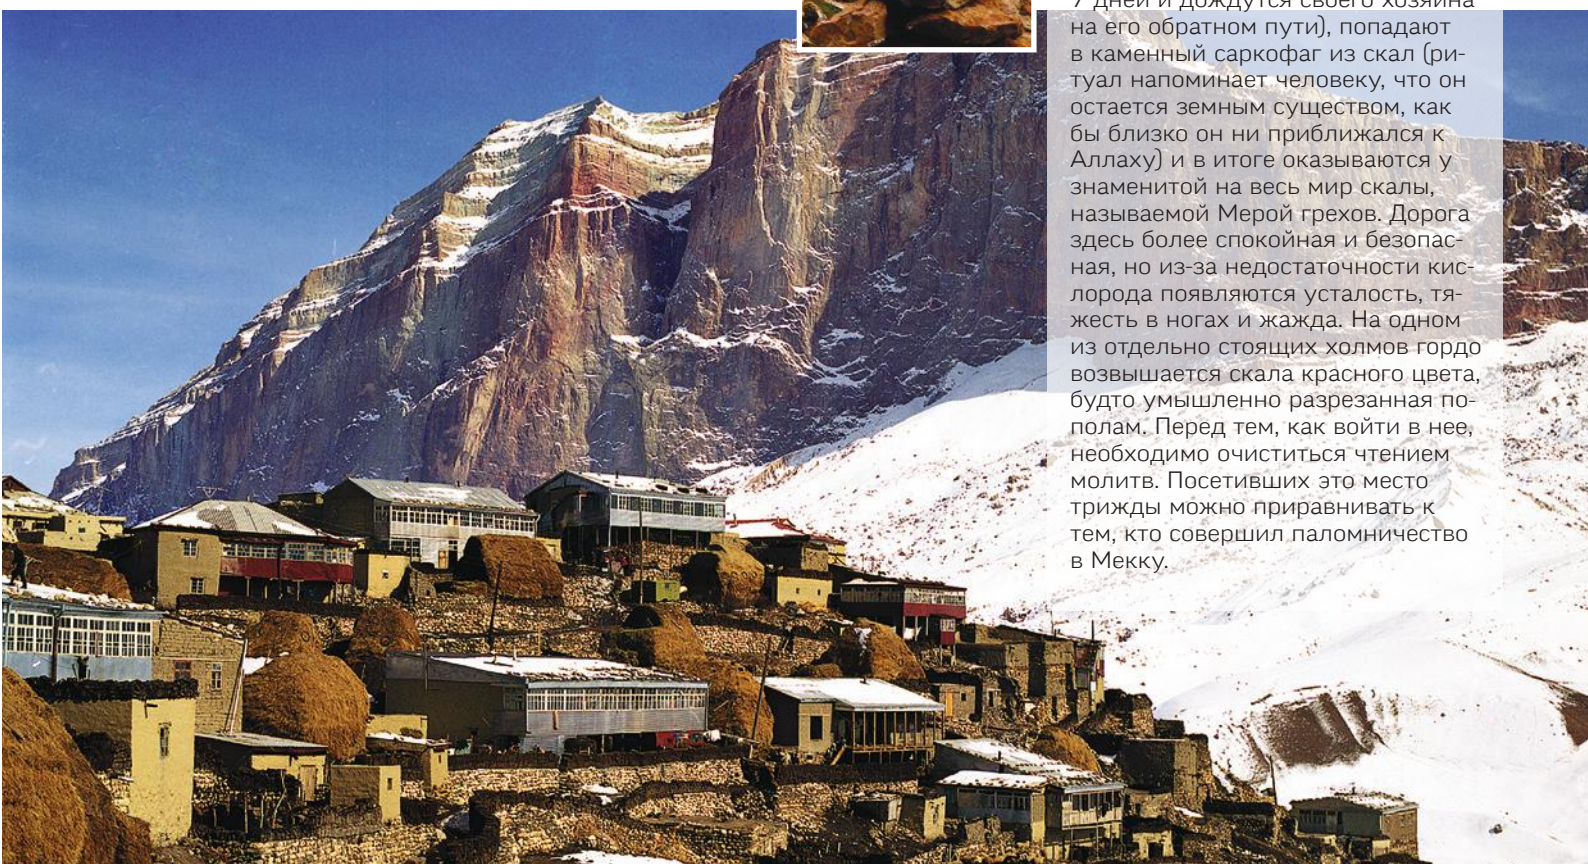 7 дней и дождутся своего хозяина
на его обратном пути), попадают
в каменный саркофаг из скал (ри-
туал напоминает человеку, что он
остается земным существом, как
бы близко он ни приближался к
Аллаху) и в итоге оказываются у
знаменитой на весь мир скалы,
называемой Мерой грехов. Дорога
здесь более спокойная и безопас-
ная, но из-за недостаточности кис-
лорода появляются усталость, тя-
жесть в ногах и жажда. На одном
из отдельно стоящих холмов гордо
возвышается скала красного цвета,
будто умышленно разрезанная по-
полам. Перед тем, как войти в нее,
необходимо очиститься чтением
молитв. Посетивших это место
трижды можно приравнивать к
тем, кто совершил паломничество
в Мекку.